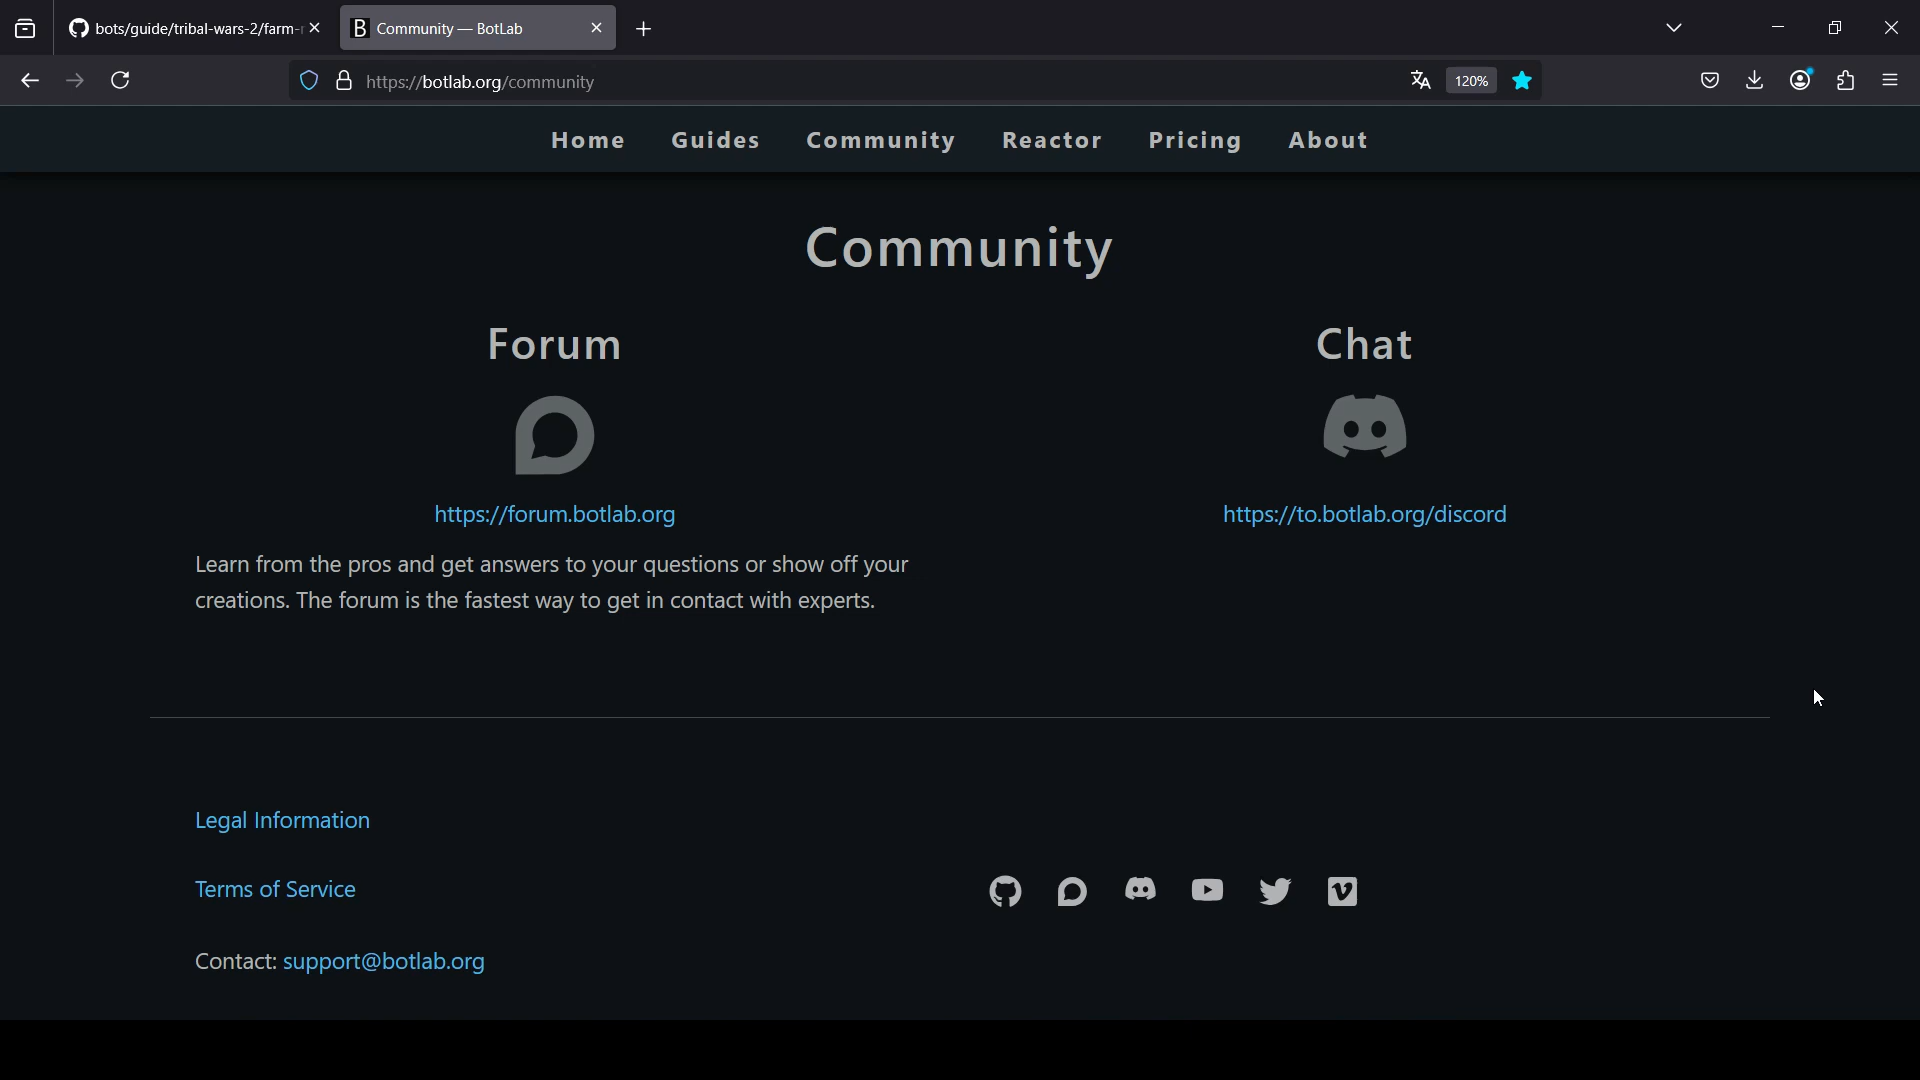 bots/guide/tribal-wars-2/farm-r
B Community — BotLab
https://botlab.org/community
120%
Home Guides Community Reactor Pricing About
Community
Forum
Chat
https://forum.botlab.org
https://to.botlab.org/discord
Learn from the pros and get answers to your questions or show off your
creations. The forum is the fastest way to get in contact with experts.
Legal Information
Terms of Service
Contact: support@botlab.org